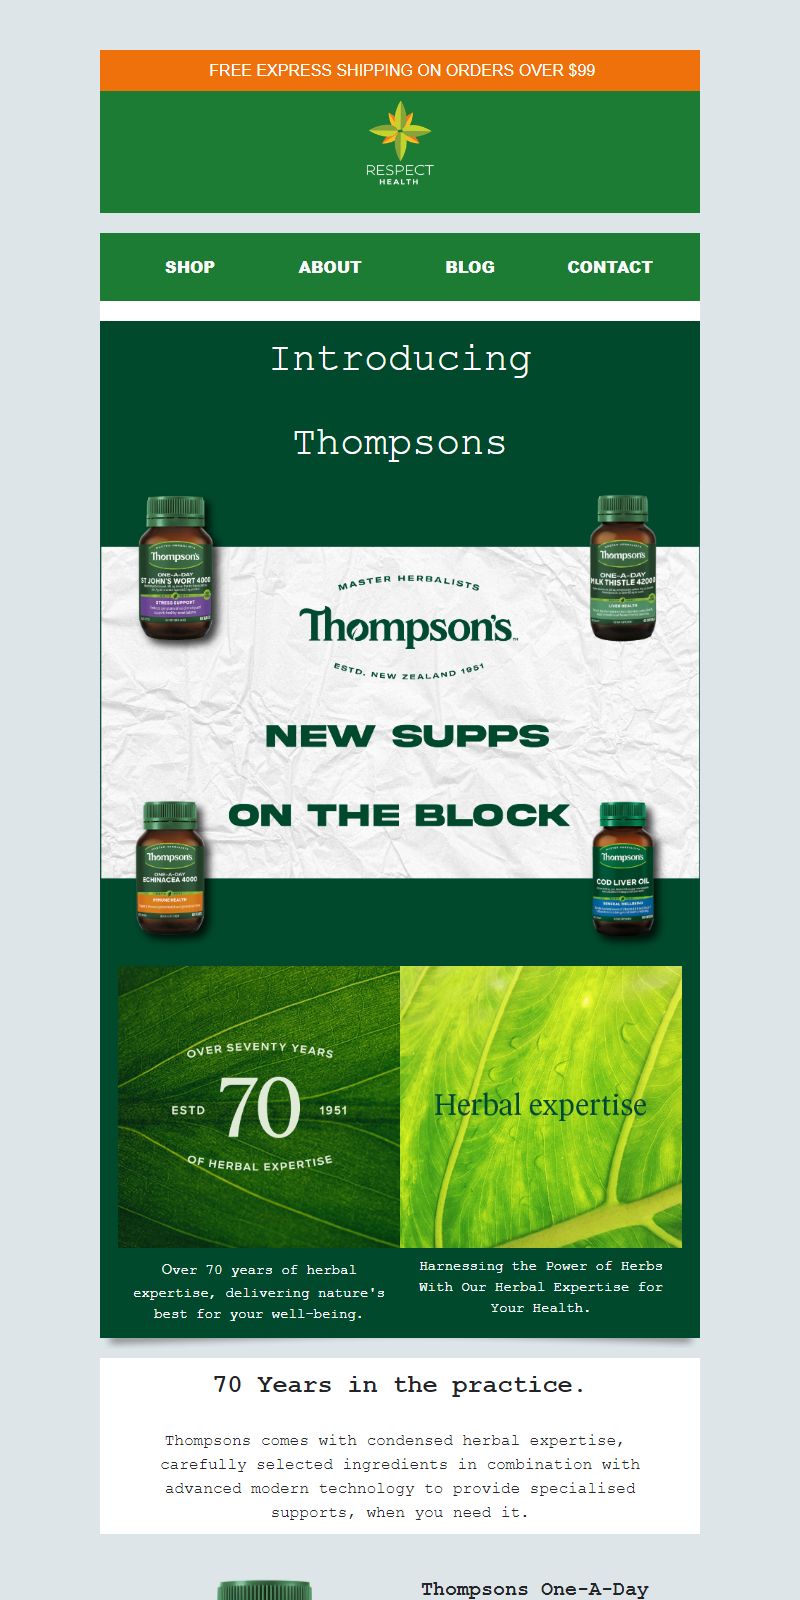 FREE EXPRESS SHIPPING ON ORDERS OVER $99
RESPECT
HEALTH
SHOP ABOUT BLOG CONTACT
Introducing
Thompsons
Thompson's
ONE-A-DAY
ST JOHN'S WORT 4000
STRESS SUPPORT
Thompson's
ONE-A-DAY
MILK THISTLE 42000
LIVER HEALTH
MASTER HERBALISTS
Thompson's
ESTD. NEW ZEALAND 1951
NEW SUPPS
ON THE BLOCK
Thompson's
ONE-A-DAY
ECHINACEA 4000
IMMUNE HEALTH
Thompson's
COD LIVER OIL
GENERAL WELLBEING
OVER SEVENTY YEARS
ESTD 70 1951
OF HERBAL EXPERTISE
Herbal expertise
Over 70 years of herbal
expertise, delivering nature's
best for your well-being.
Harnessing the Power of Herbs
With Our Herbal Expertise for
Your Health.
70 Years in the practice.
Thompsons comes with condensed herbal expertise,
carefully selected ingredients in combination with
advanced modern technology to provide specialised
supports, when you need it.
Thompsons One-A-Day